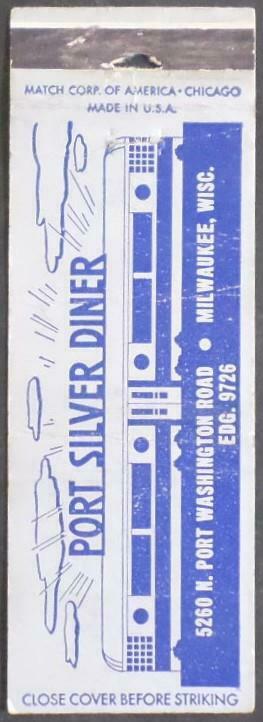 MATCH CORP. OF AMERICA • CHICAGO
MADE IN U.S.A.
PORT SILVER DINER
5260 N. PORT WASHINGTON ROAD • MILWAUKEE, WISC.
EDG. 9726
CLOSE COVER BEFORE STRIKING